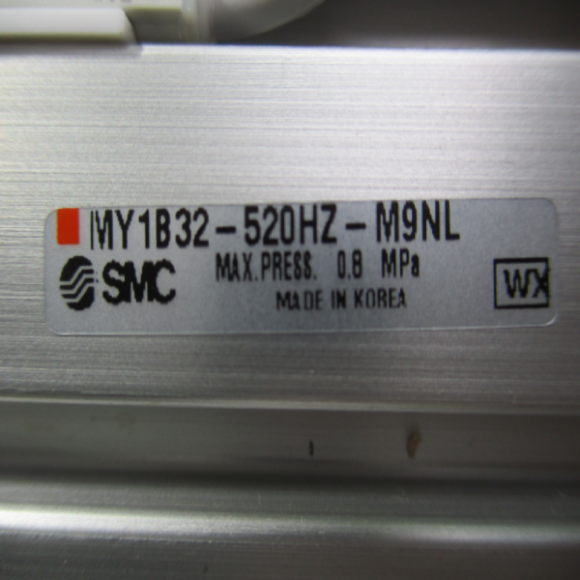 MY1B32-520HZ-M9NL
SMC
MAX.PRESS. 0.8 MPa
MADE IN KOREA
WX